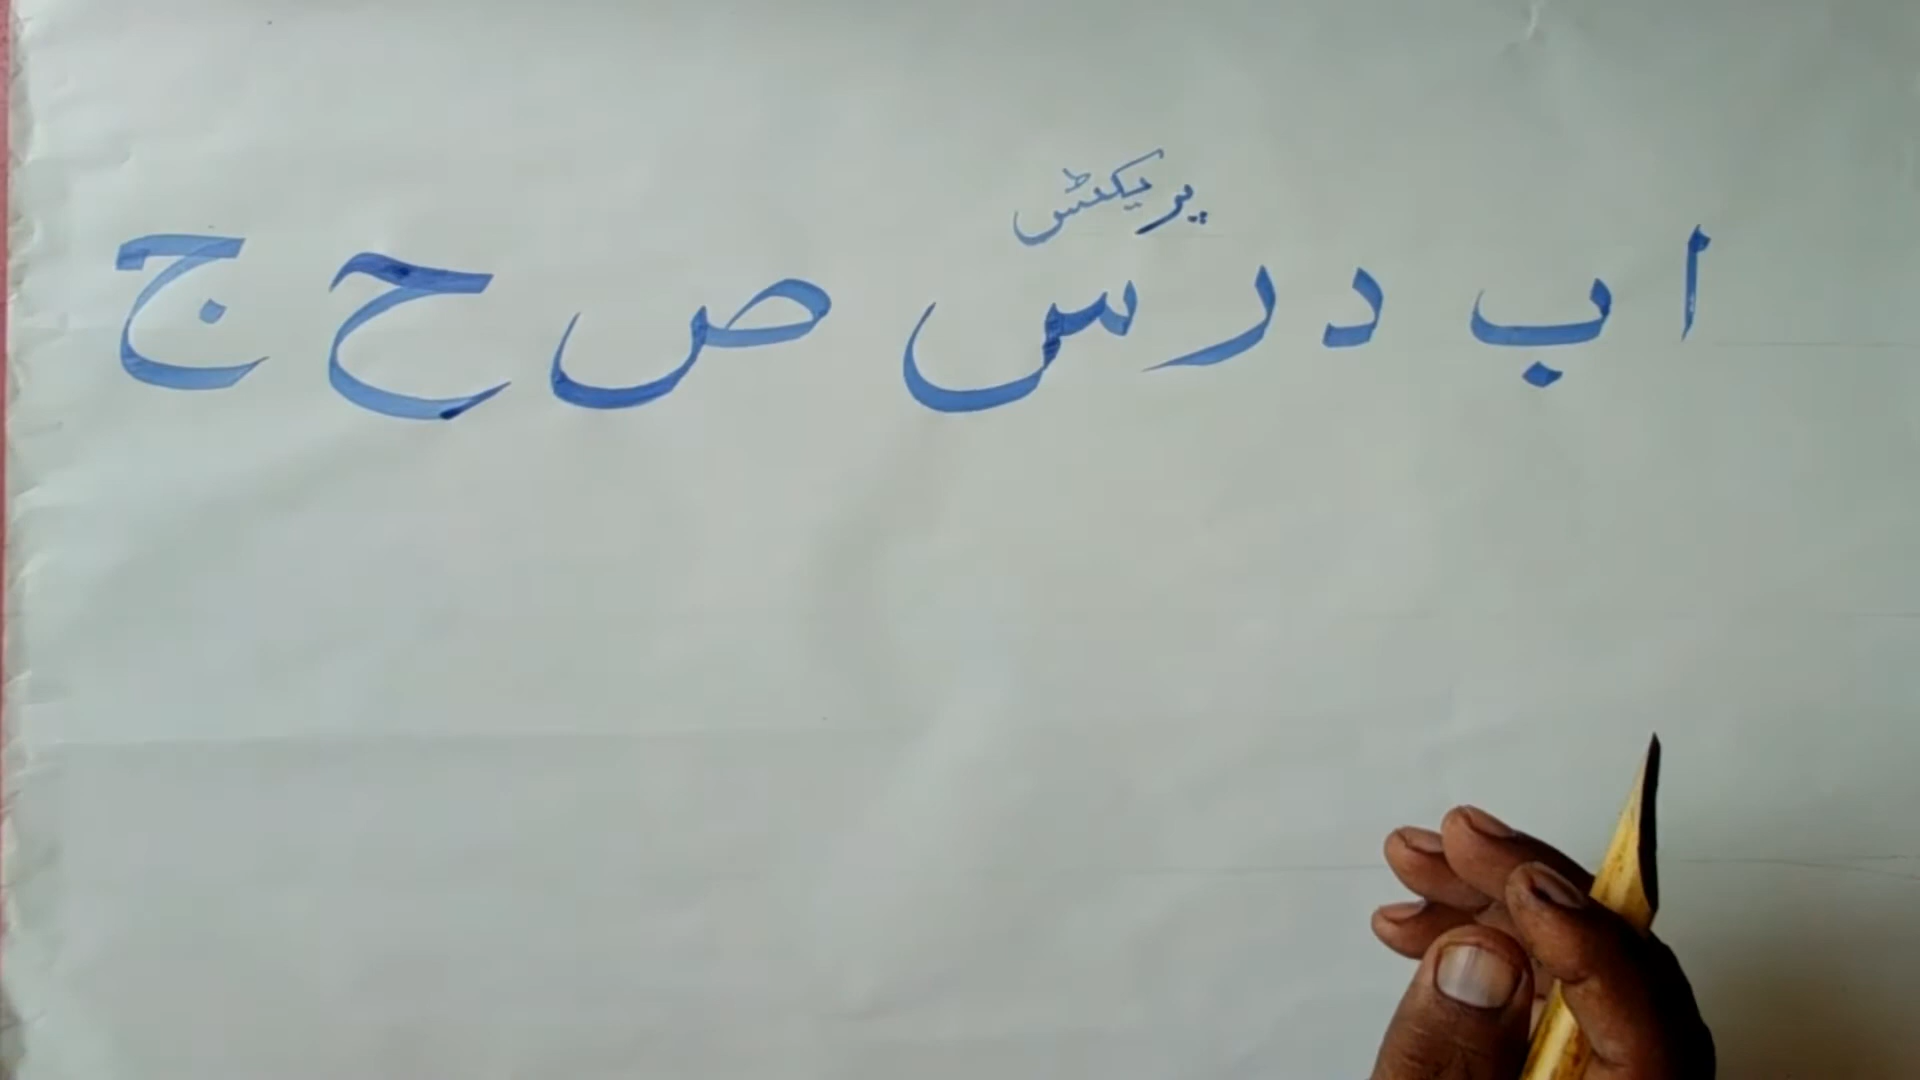 پریکٹس
ا ب د ر س ص ح ج